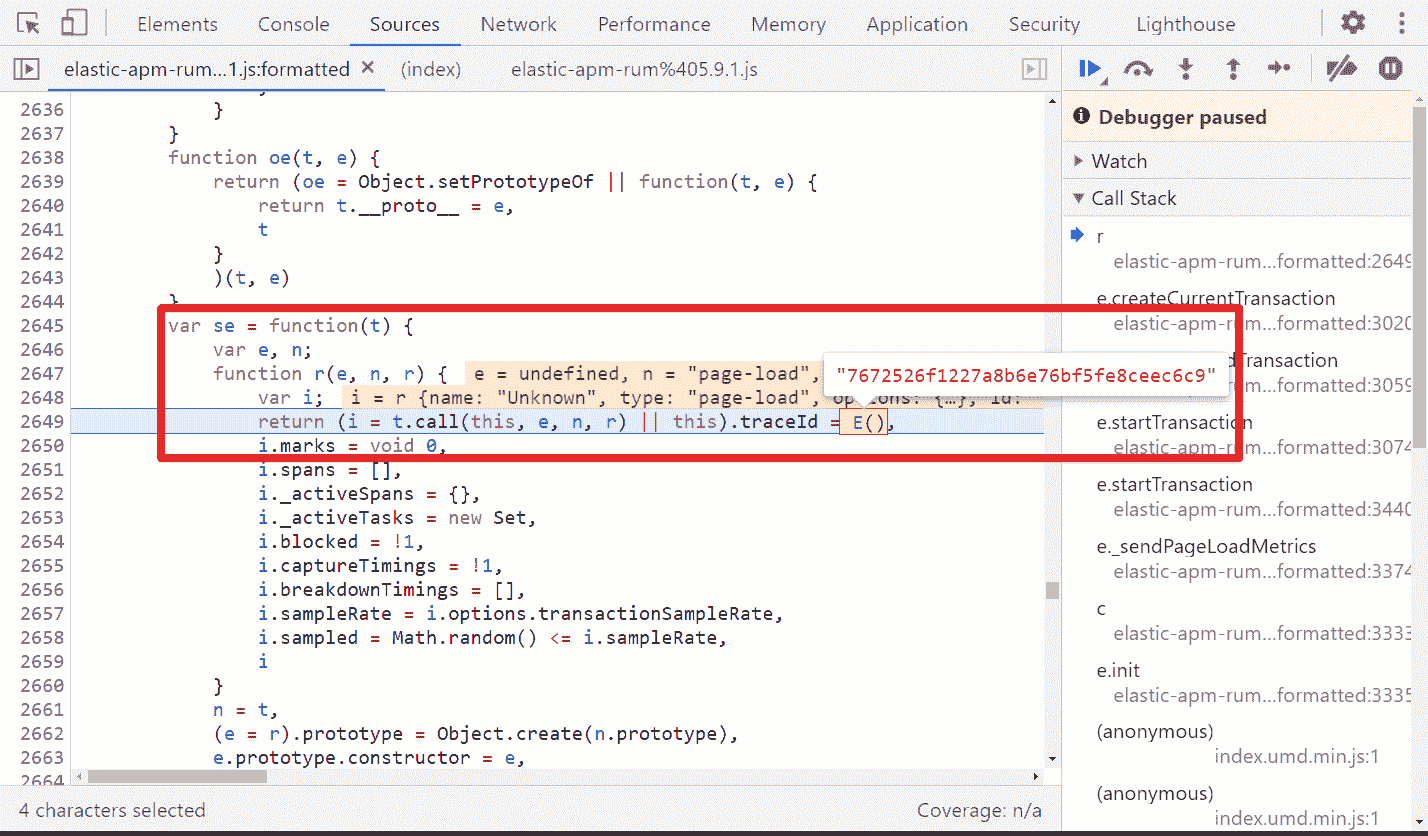 Elements Console Sources Network Performance Memory Application Security Lighthouse
elastic-apm-rum...1.js:formatted × (index) elastic-apm-rum%405.9.1.js
2636 }
2637 }
2638 function oe(t, e) {
2639 return (oe = Object.setPrototypeOf || function(t, e) {
2640 return t.__proto__ = e,
2641 t
2642 }
2643 )(t, e)
2644 }
2645 var se = function(t) {
2646 var e, n;
2647 function r(e, n, r) { e = undefined, n = "page-load",
"7672526f1227a8b6e76bf5fe8ceec6c9"
2648 var i; i = r {name: "Unknown", type: "page-load", options: {…}, id:
2649 return (i = t.call(this, e, n, r) || this).traceId = E(),
2650 i.marks = void 0,
2651 i.spans = [],
2652 i._activeSpans = {},
2653 i._activeTasks = new Set,
2654 i.blocked = !1,
2655 i.captureTimings = !1,
2656 i.breakdownTimings = [],
2657 i.sampleRate = i.options.transactionSampleRate,
2658 i.sampled = Math.random() <= i.sampleRate,
2659 i
2660 }
2661 n = t,
2662 (e = r).prototype = Object.create(n.prototype),
2663 e.prototype.constructor = e,
2664
4 characters selected Coverage: n/a
Debugger paused
Watch
Call Stack
r
elastic-apm-rum...formatted:2649
e.createCurrentTransaction
elastic-apm-rum...formatted:3020
dTransaction
3059
e.startTransaction
elastic-apm-rum...formatted:3074
e.startTransaction
elastic-apm-rum...formatted:3440
e._sendPageLoadMetrics
elastic-apm-rum...formatted:3374
c
elastic-apm-rum...formatted:3333
e.init
elastic-apm-rum...formatted:3335
(anonymous)
index.umd.min.js:1
(anonymous)
index.umd.min.js:1